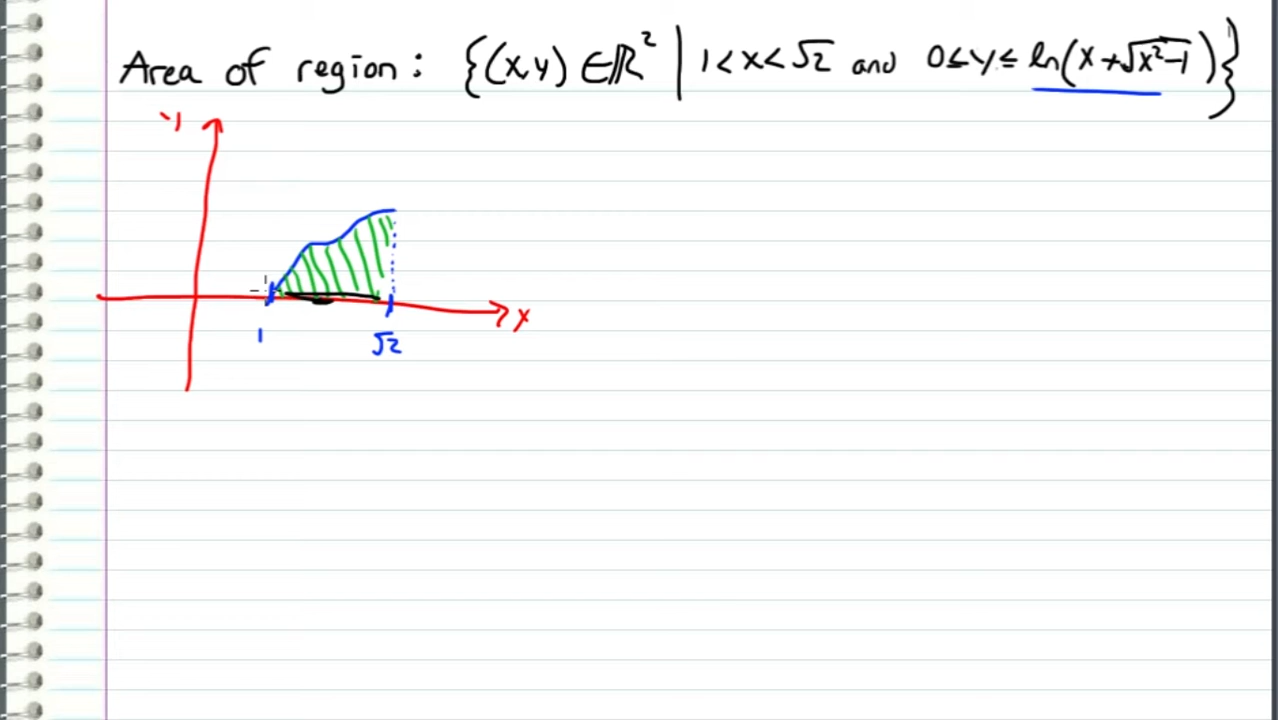 Area of region: {(x,y) ∈ ℝ² | 1 < x < √2 and 0 ≤ y ≤ ln(x+√x²-1)}
y
1
√2
x